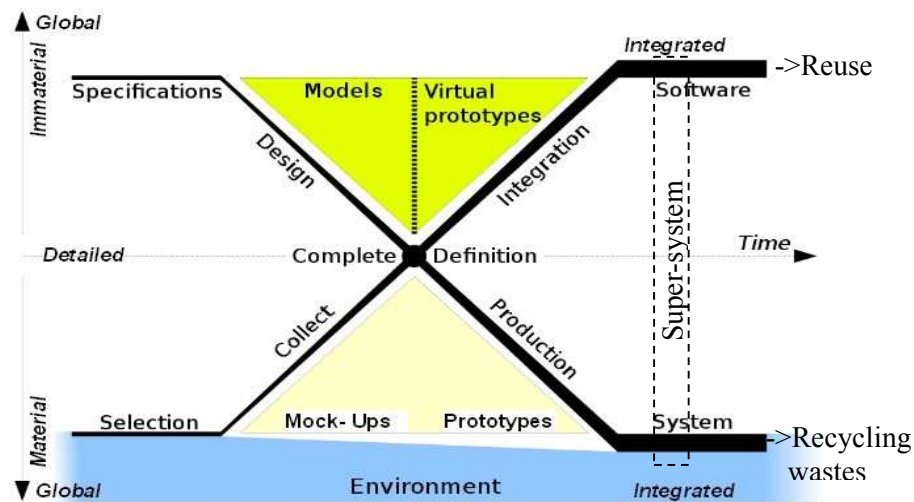 Global
Integrated
->Reuse
Immaterial
Specifications
Models
Virtual
prototypes
Software
Design
Integration
Super-system
Time
Detailed
Complete
Definition
Collect
Production
Material
Selection
Mock- Ups
Prototypes
System
->Recycling
wastes
Global
Environment
Integrated